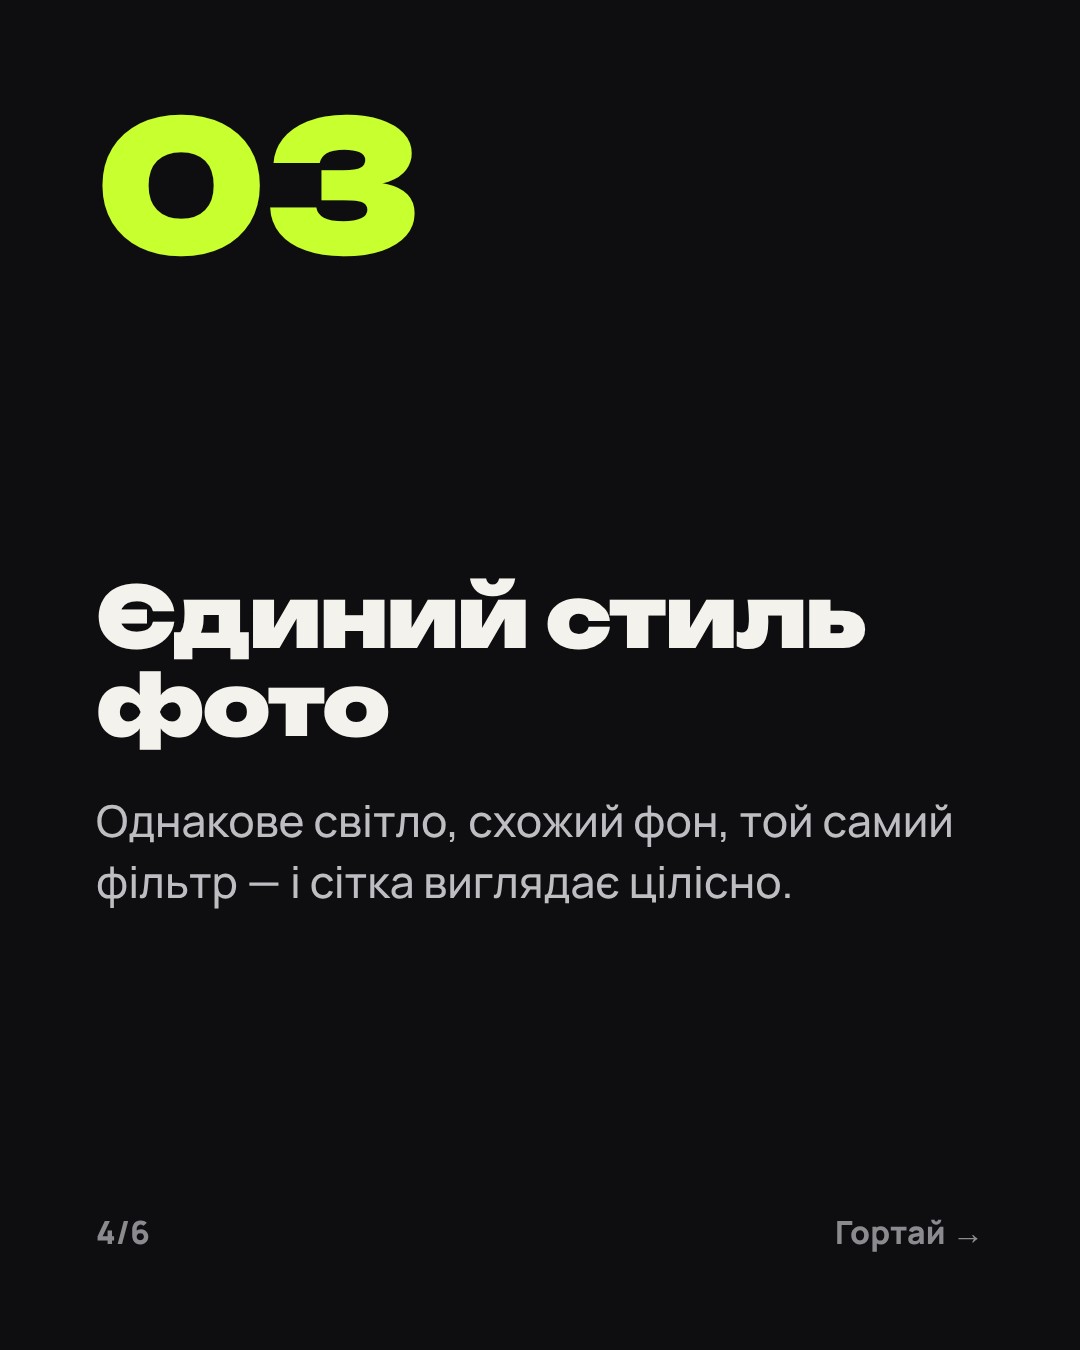 03
Єдиний стиль
фото
Однакове світло, схожий фон, той самий
фільтр — і сітка виглядає цілісно.
4/6
Гортай →